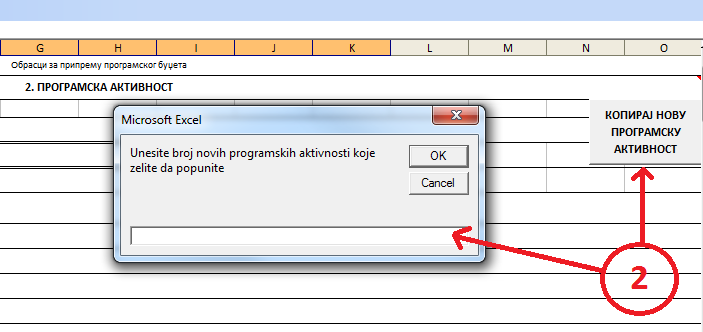 G H I J K L M N O
Обрасци за припрему програмског буџета
2. ПРОГРАМСКА АКТИВНОСТ
КОПИРАЈ НОВУ
ПРОГРАМСКУ
АКТИВНОСТ
Microsoft Excel
Unesite broj novih programskih aktivnosti koje
zelite da popunite
OK
Cancel
2